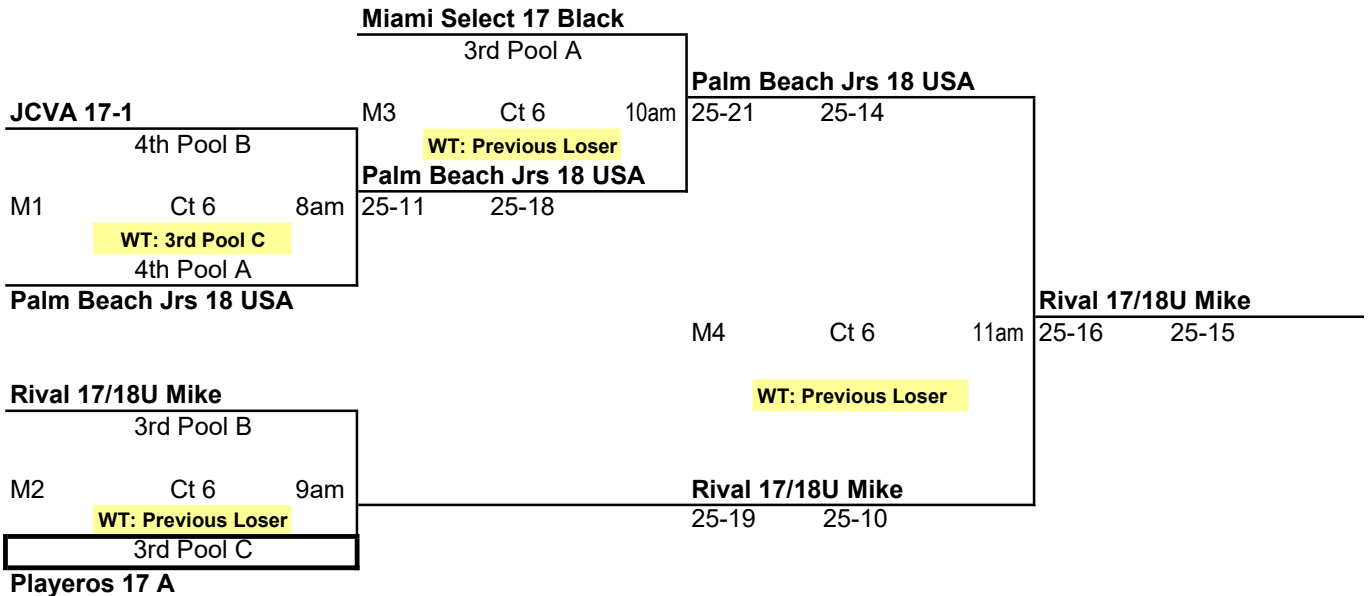 Miami Select 17 Black
3rd Pool A
Palm Beach Jrs 18 USA
JCVA 17-1
M3 Ct 6 10am 25-21 25-14
4th Pool B
WT: Previous Loser
Palm Beach Jrs 18 USA
M1 Ct 6 8am 25-11 25-18
WT: 3rd Pool C
4th Pool A
Palm Beach Jrs 18 USA
Rival 17/18U Mike
M4 Ct 6 11am 25-16 25-15
Rival 17/18U Mike
WT: Previous Loser
3rd Pool B
M2 Ct 6 9am
Rival 17/18U Mike
WT: Previous Loser
25-19 25-10
3rd Pool C
Playeros 17 A